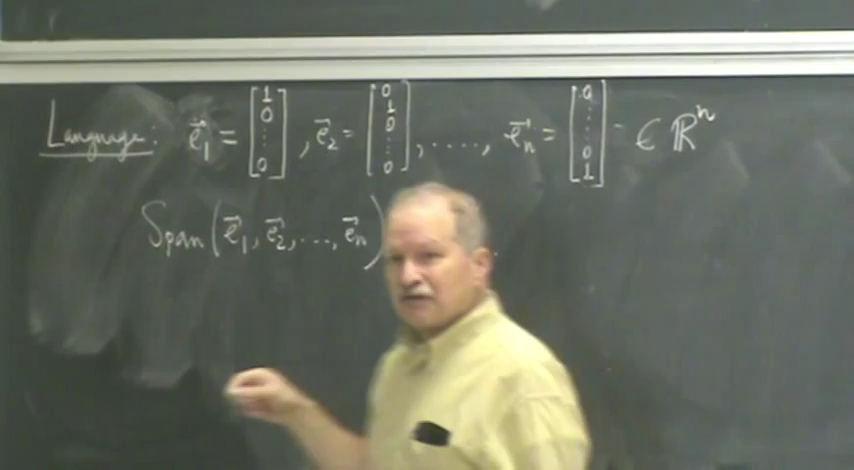 Language: e⃗₁ = [1 0 ⋮ 0], e⃗₂ = [0 1 0 ⋮ 0], ...., e⃗ₙ = [0 ⋮ 0 1] ∈ ℝⁿ
Span(e⃗₁, e⃗₂, ..., e⃗ₙ)